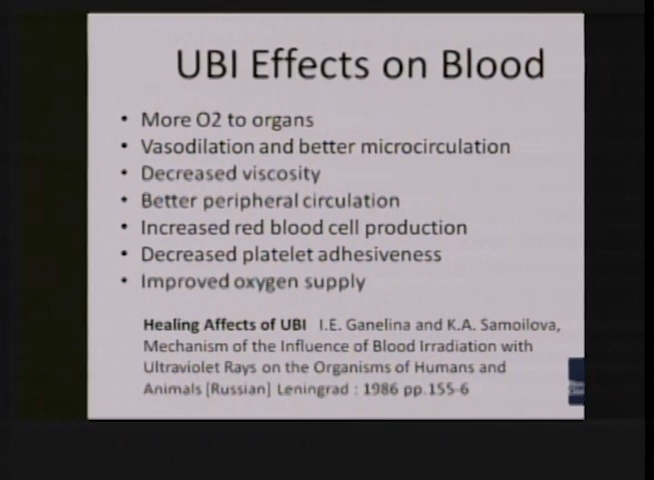 UBI Effects on Blood
• More O2 to organs
• Vasodilation and better microcirculation
• Decreased viscosity
• Better peripheral circulation
• Increased red blood cell production
• Decreased platelet adhesiveness
• Improved oxygen supply
Healing Affects of UBI I.E. Ganelina and K.A. Samoilova,
Mechanism of the Influence of Blood Irradiation with
Ultraviolet Rays on the Organisms of Humans and
Animals [Russian] Leningrad : 1986 pp.155-6